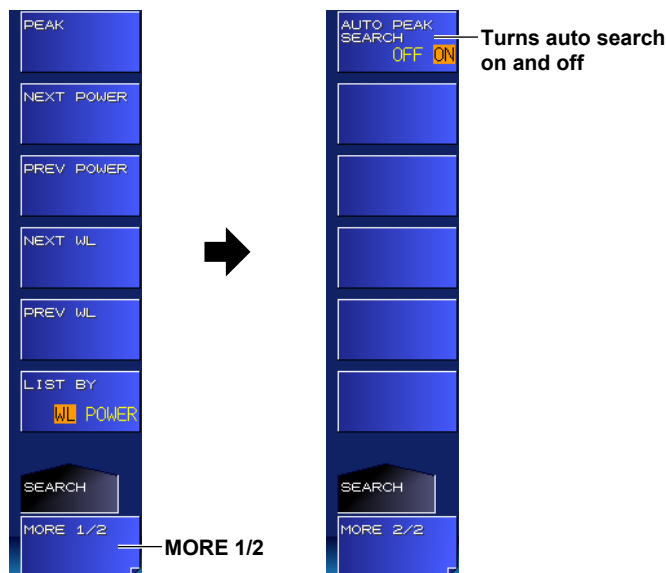 PEAK
NEXT POWER
PREV POWER
NEXT WL
PREV WL
LIST BY
WL POWER
SEARCH
MORE 1/2
MORE 1/2
AUTO PEAK
SEARCH
OFF ON
Turns auto search
on and off
SEARCH
MORE 2/2